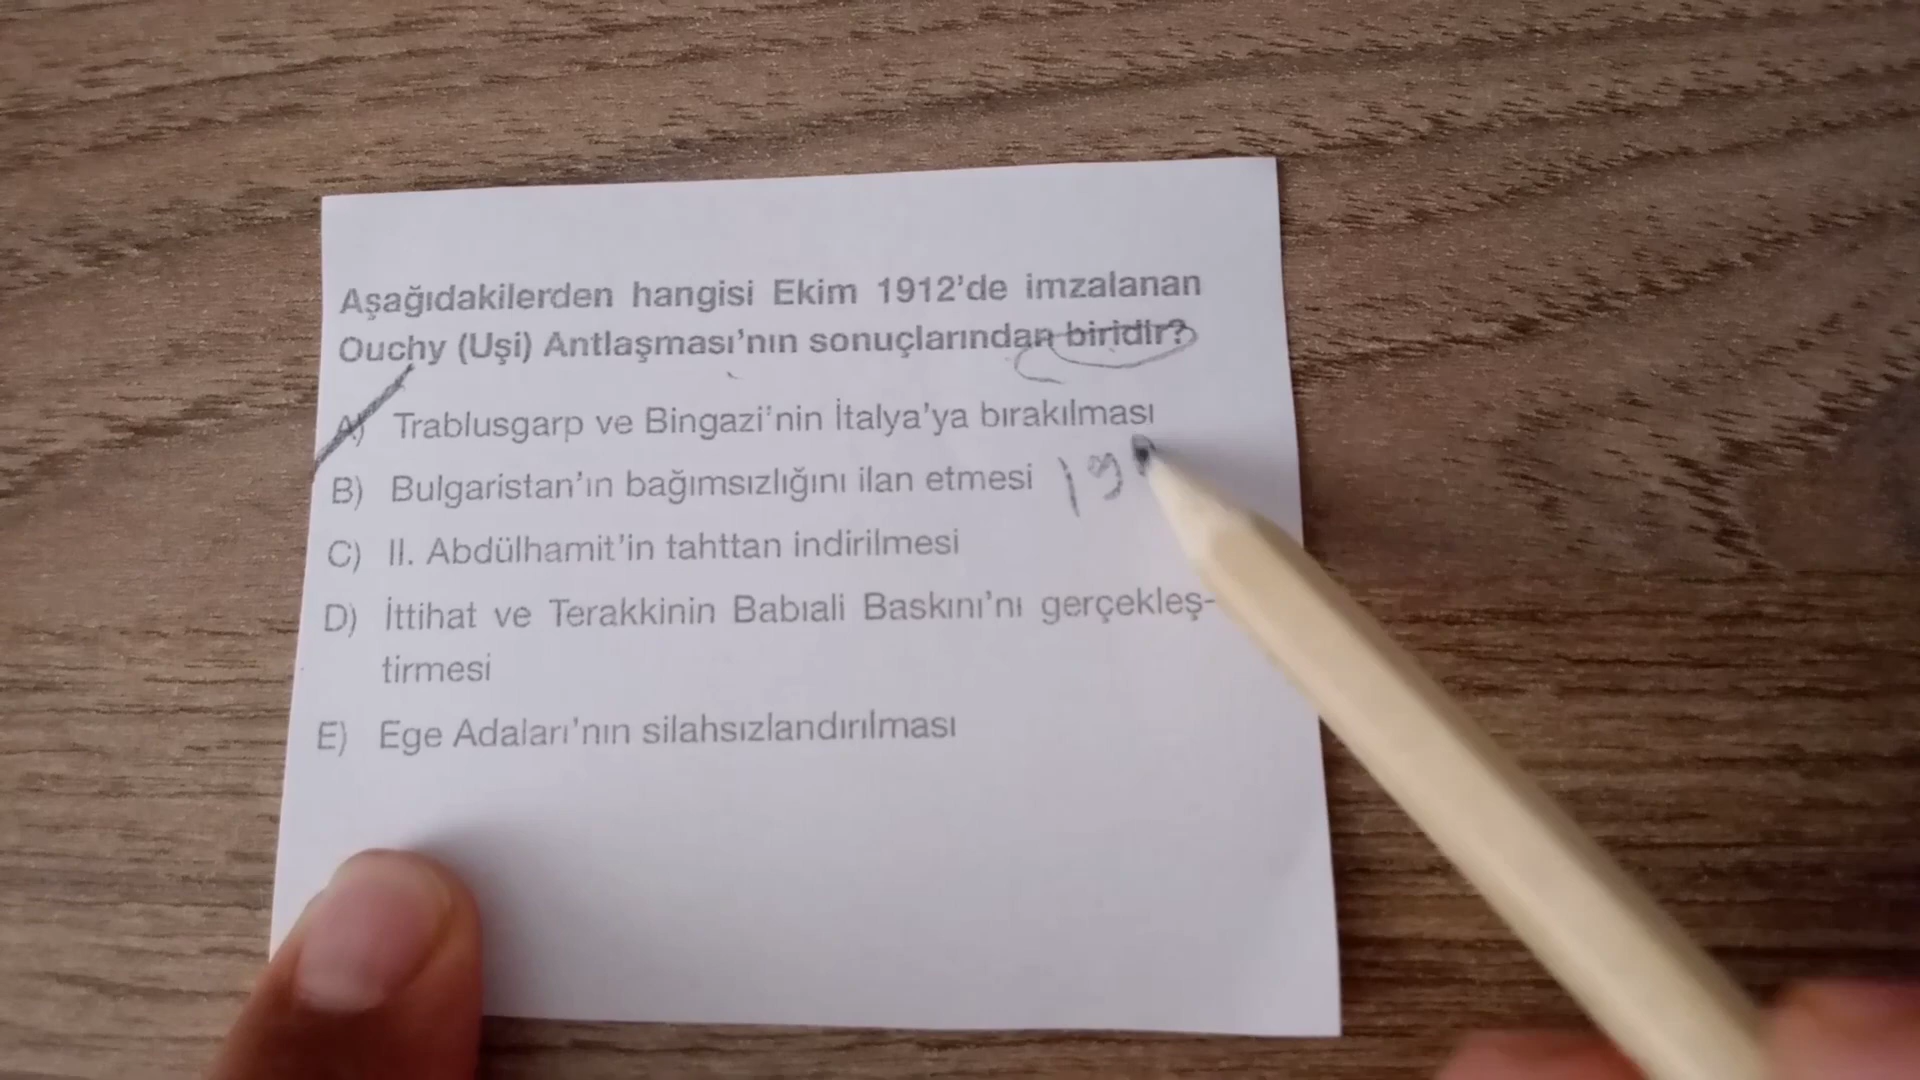 Aşağıdakilerden hangisi Ekim 1912'de imzalanan
Ouchy (Uşi) Antlaşması'nın sonuçlarından biridir?
A) Trablusgarp ve Bingazi'nin İtalya'ya bırakılması
B) Bulgaristan'ın bağımsızlığını ilan etmesi 19
C) II. Abdülhamit'in tahttan indirilmesi
D) İttihat ve Terakkinin Babıali Baskını'nı gerçekleş-
tirmesi
E) Ege Adaları'nın silahsızlandırılması